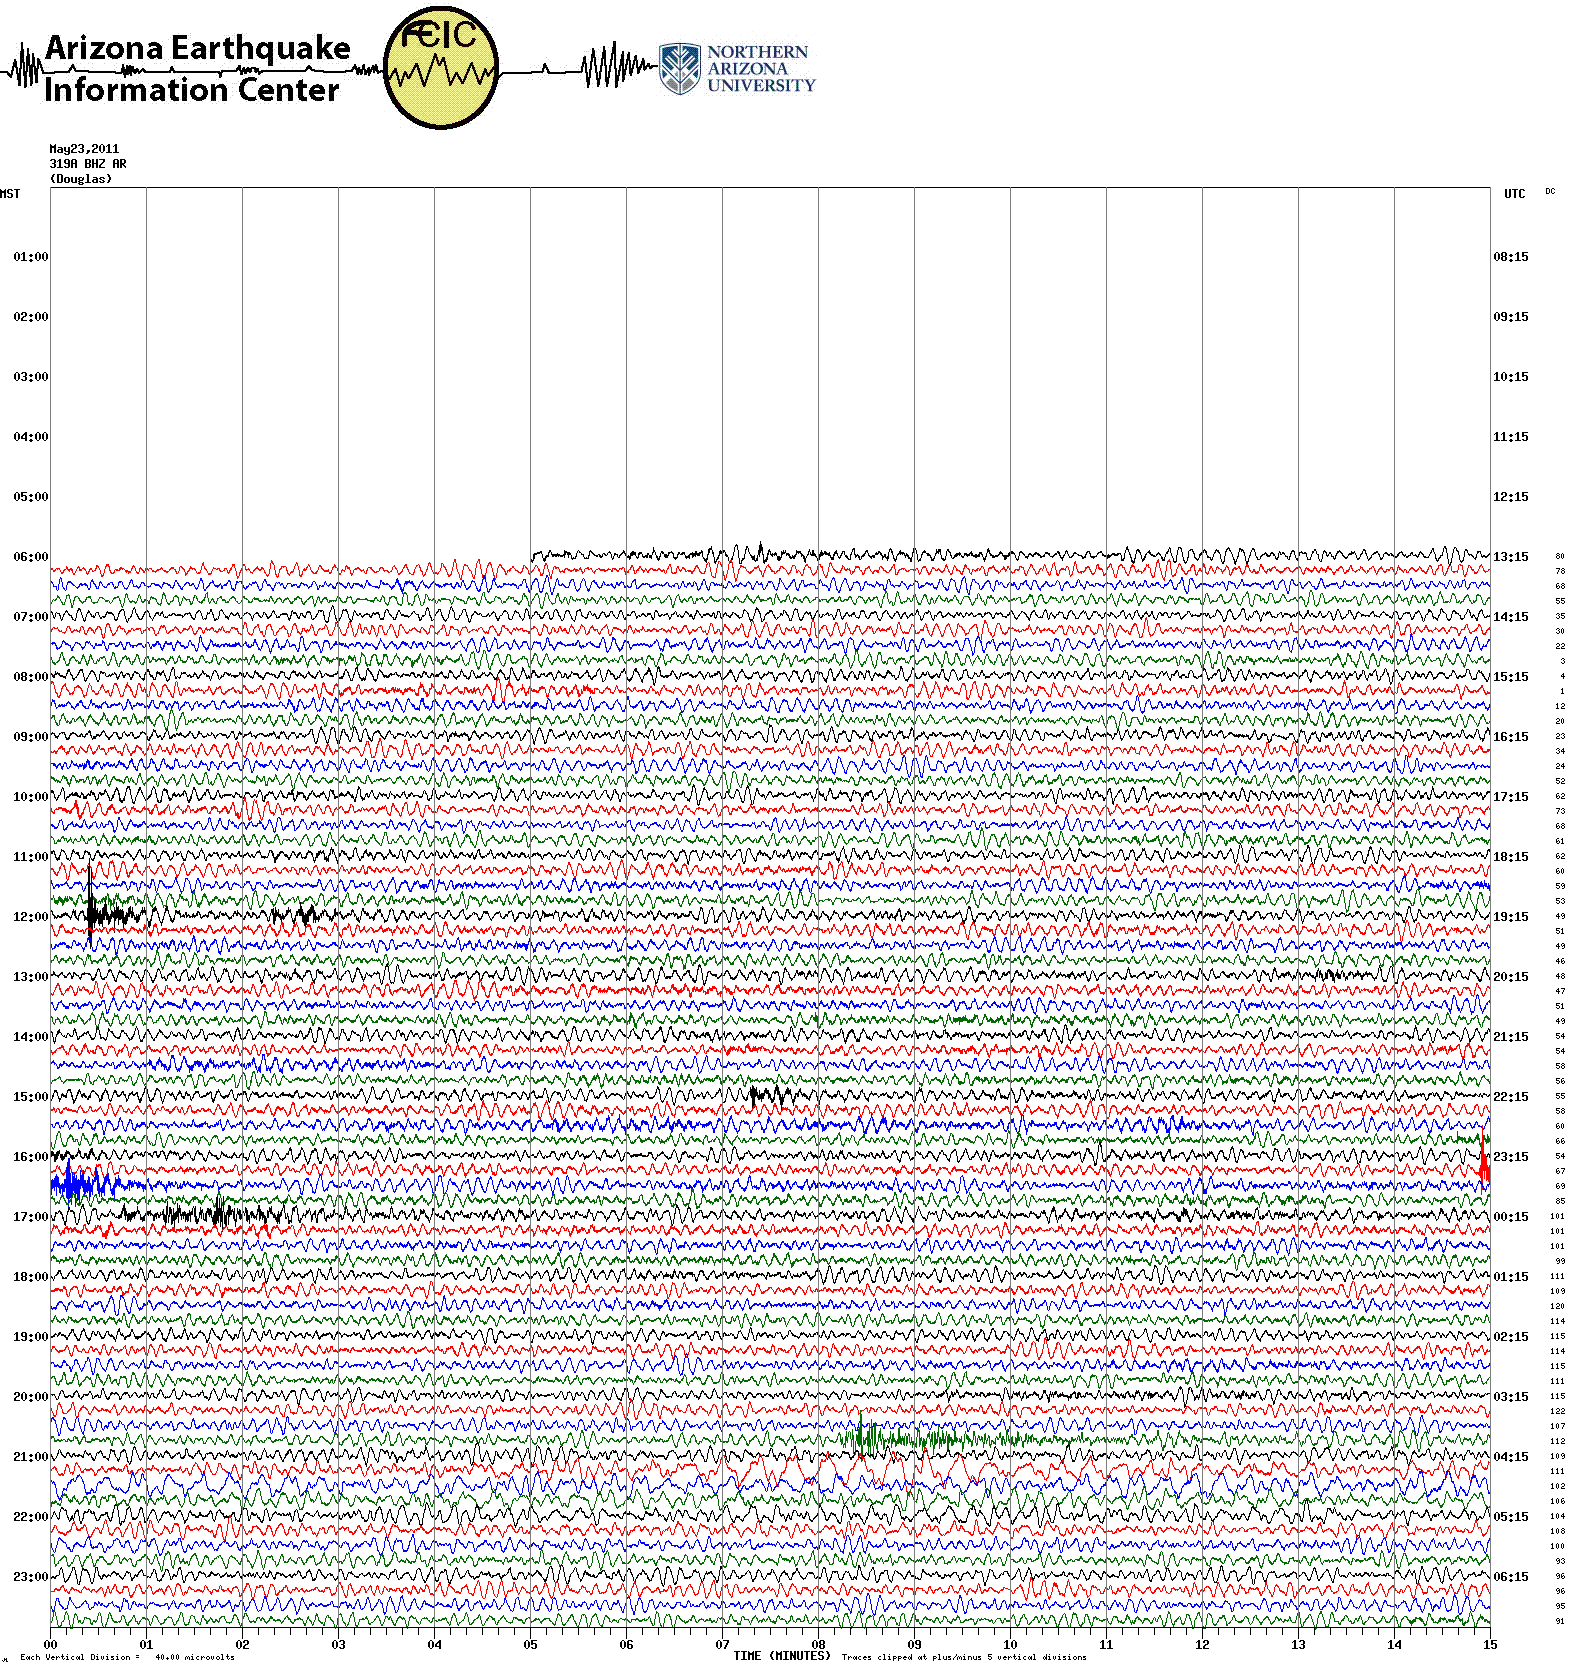 Arizona Earthquake
Information Center
ÆEIC
NORTHERN
ARIZONA
UNIVERSITY
May23,2011
319A BHZ AR
(Douglas)
MST UTC DC
01:00 08:15
02:00 09:15
03:00 10:15
04:00 11:15
05:00 12:15
06:00 13:15 80
78
68
55
07:00 14:15 35
30
22
3
08:00 15:15 4
1
12
20
09:00 16:15 23
34
24
52
10:00 17:15 62
73
68
61
11:00 18:15 62
60
59
53
12:00 19:15 49
51
49
46
13:00 20:15 48
47
51
49
14:00 21:15 54
54
58
56
15:00 22:15 55
58
60
66
16:00 23:15 54
67
69
85
17:00 00:15 101
101
101
99
18:00 01:15 111
109
120
114
19:00 02:15 115
114
115
111
20:00 03:15 115
122
107
112
21:00 04:15 109
111
102
106
22:00 05:15 104
108
100
93
23:00 06:15 96
96
95
91
00 01 02 03 04 05 06 07 08 09 10 11 12 13 14 15
TIME (MINUTES)
Each Vertical Division = 40.00 microvolts
Traces clipped at plus/minus 5 vertical divisions